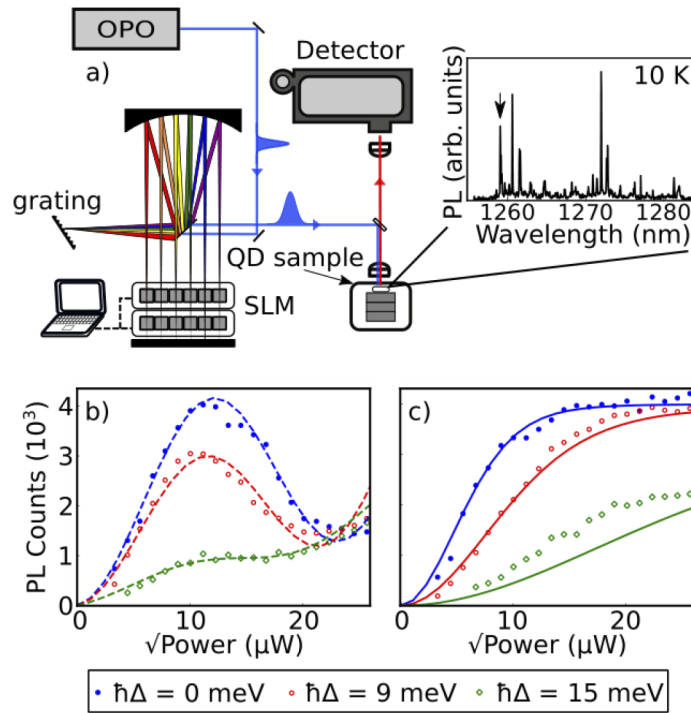 OPO
a)
Detector
grating
SLM
QD sample
PL (arb. units)
10 K
1260 1270 1280
Wavelength (nm)
b)
c)
PL Counts (10³)
4
3
2
1
0
0 10 20
√Power (μW)
0 10 20
√Power (μW)
ħΔ = 0 meV ħΔ = 9 meV ħΔ = 15 meV